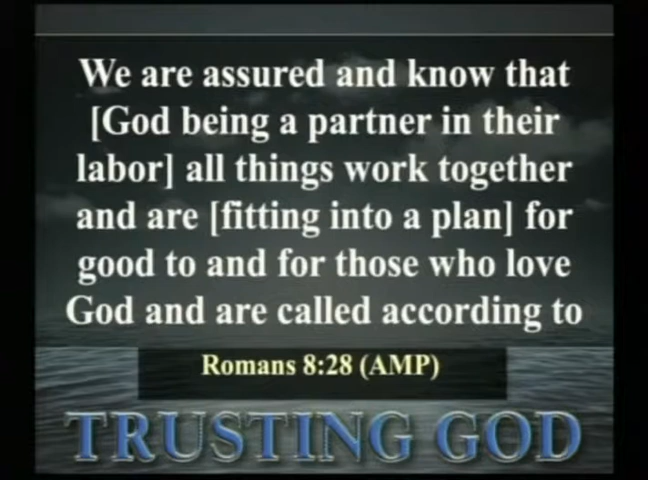 We are assured and know that
[God being a partner in their
labor] all things work together
and are [fitting into a plan] for
good to and for those who love
God and are called according to
Romans 8:28 (AMP)
TRUSTING GOD